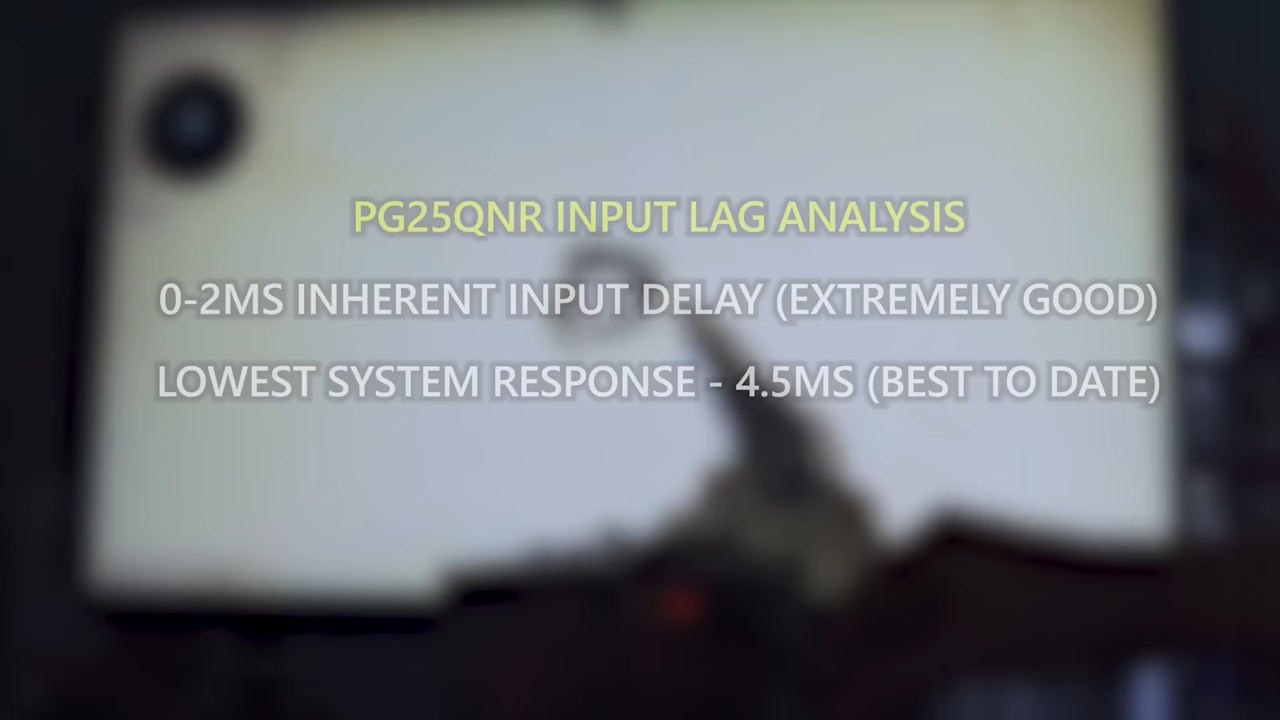 PG25QNR INPUT LAG ANALYSIS
0-2MS INHERENT INPUT DELAY (EXTREMELY GOOD)
LOWEST SYSTEM RESPONSE - 4.5MS (BEST TO DATE)